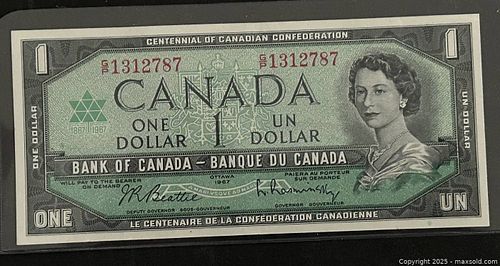 CENTENNIAL OF CANADIAN CONFEDERATION
1
1
G/P 1312787
G/P 1312787
CANADA
1867 1967
ONE DOLLAR
1
UN DOLLAR
ONE DOLLAR
UN DOLLAR
BANK OF CANADA – BANQUE DU CANADA
WILL PAY TO THE BEARER ON DEMAND
OTTAWA 1967
PAIERA AU PORTEUR SUR DEMANDE
J.R. Beattie
L. Rasminsky
DEPUTY GOVERNOR SOUS-GOUVERNEUR
GOVERNOR GOUVERNEUR
ONE
UN
LE CENTENAIRE DE LA CONFEDERATION CANADIENNE
Copyright 2025 - maxsold.com